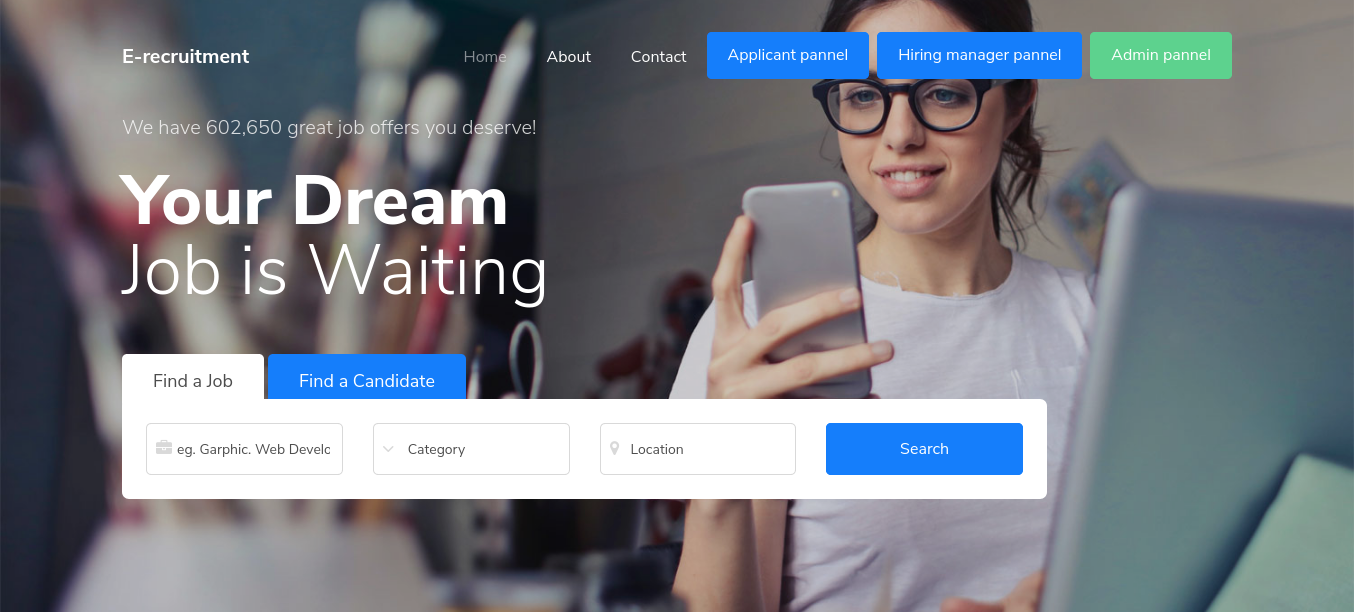 E-recruitment
Home
About
Contact
Applicant pannel
Hiring manager pannel
Admin pannel
We have 602,650 great job offers you deserve!
Your Dream
Job is Waiting
Find a Job
Find a Candidate
eg. Garphic. Web Develo
Category
Location
Search